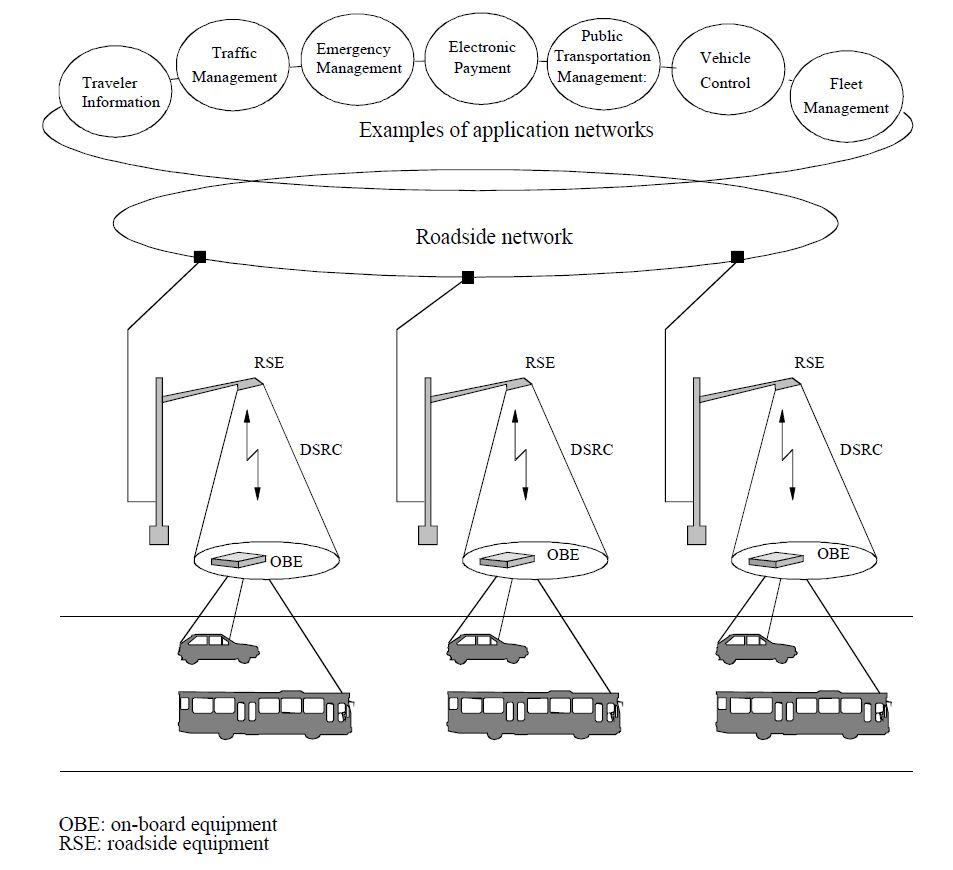 Traveler
Information
Traffic
Management
Emergency
Management
Electronic
Payment
Public
Transportation
Management:
Vehicle
Control
Fleet
Management
Examples of application networks
Roadside network
RSE
RSE
RSE
DSRC
DSRC
DSRC
OBE
OBE
OBE
OBE: on-board equipment
RSE: roadside equipment